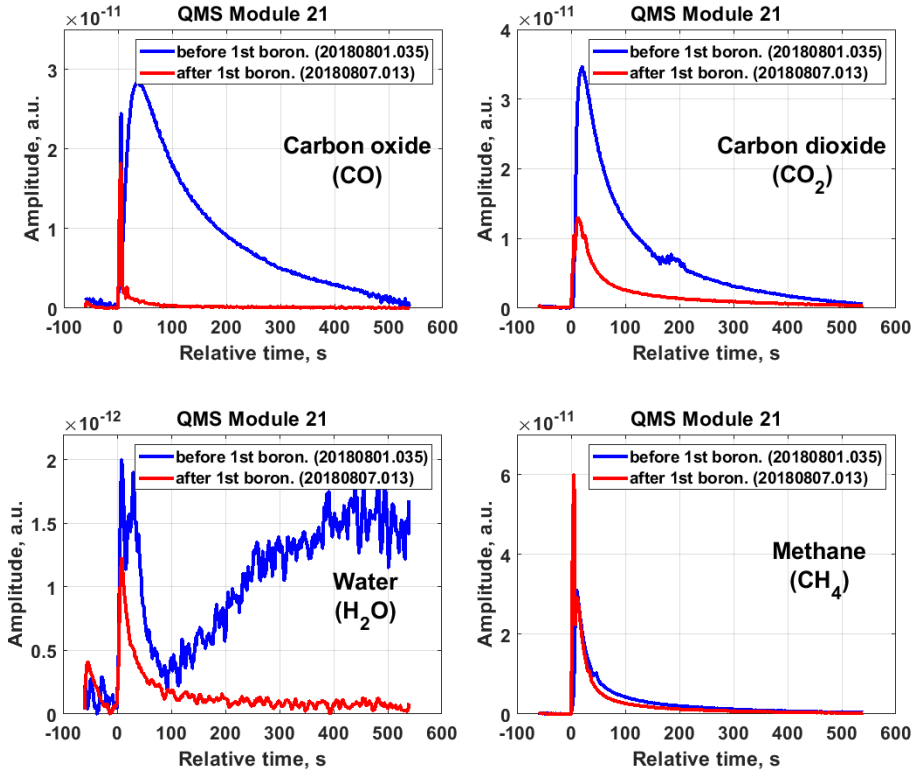 ×10^-11
QMS Module 21
3
2
1
0
before 1st boron. (20180801.035)
after 1st boron. (20180807.013)
Carbon oxide
(CO)
Amplitude, a.u.
-100 0 100 200 300 400 500 600
Relative time, s
×10^-11
QMS Module 21
4
3
2
1
0
before 1st boron. (20180801.035)
after 1st boron. (20180807.013)
Carbon dioxide
(CO₂)
Amplitude, a.u.
-100 0 100 200 300 400 500 600
Relative time, s
×10^-12
QMS Module 21
2
1.5
1
0.5
0
before 1st boron. (20180801.035)
after 1st boron. (20180807.013)
Water
(H₂O)
Amplitude, a.u.
-100 0 100 200 300 400 500 600
Relative time, s
×10^-11
QMS Module 21
6
4
2
0
before 1st boron. (20180801.035)
after 1st boron. (20180807.013)
Methane
(CH₄)
Amplitude, a.u.
-100 0 100 200 300 400 500 600
Relative time, s